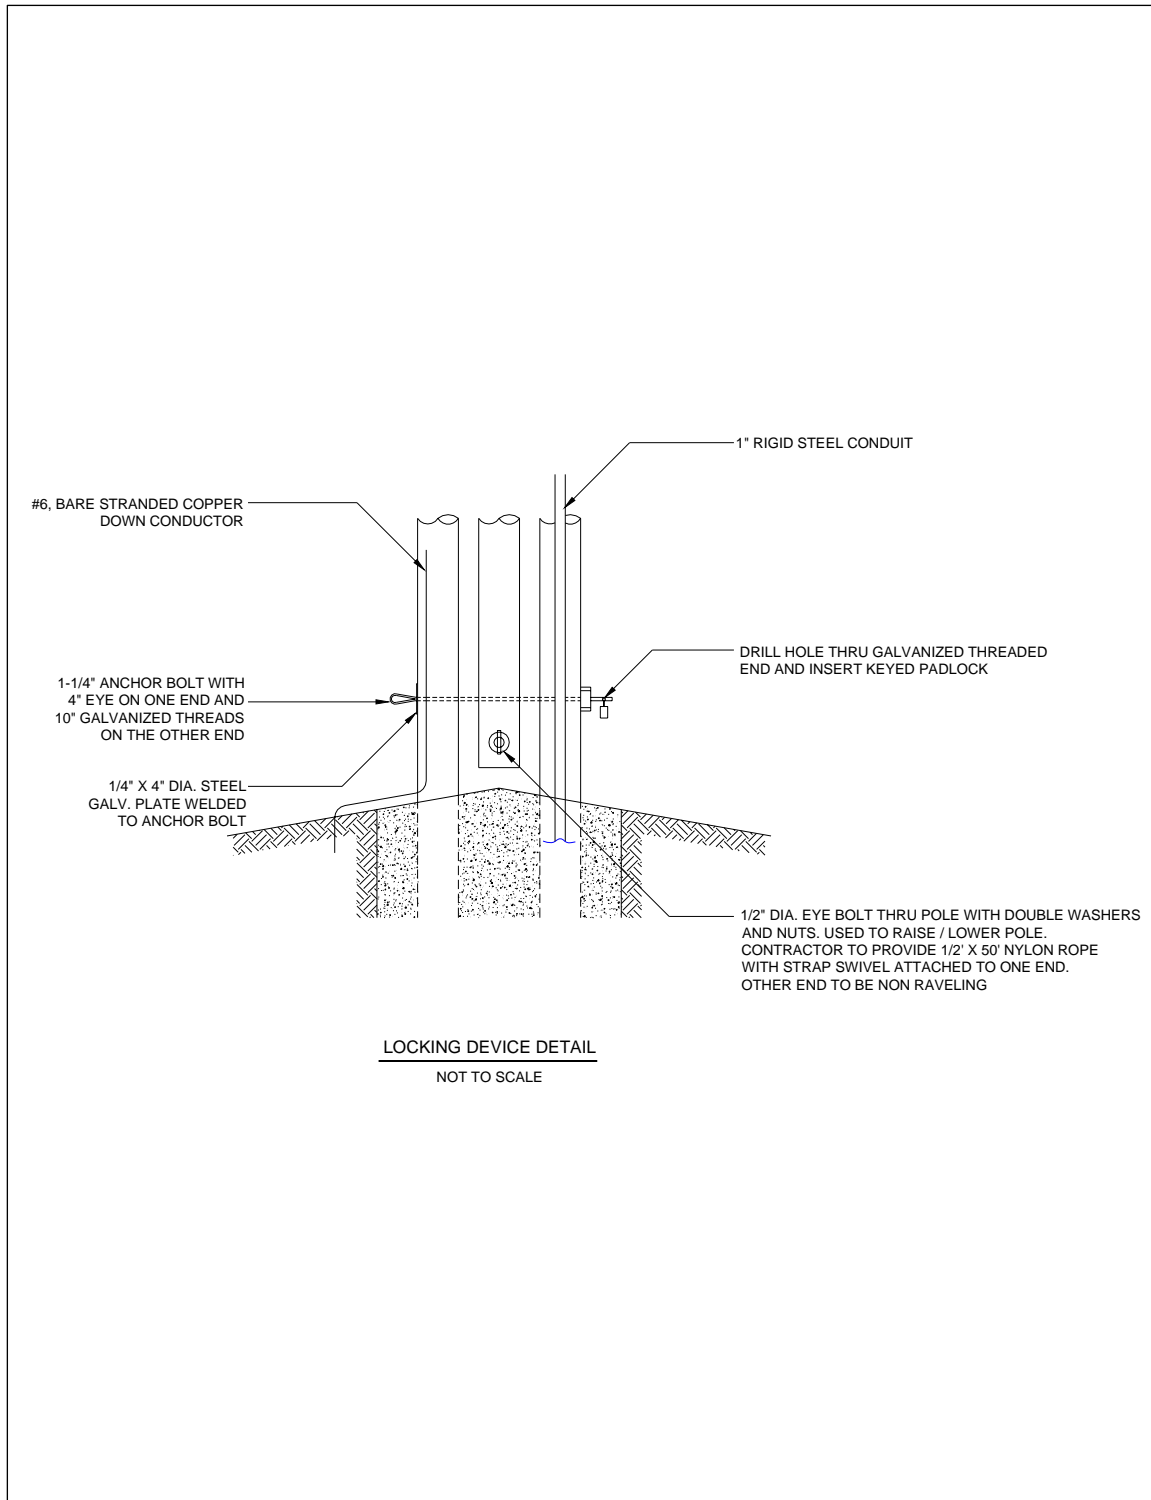 1" RIGID STEEL CONDUIT
#6, BARE STRANDED COPPER
DOWN CONDUCTOR
DRILL HOLE THRU GALVANIZED THREADED
END AND INSERT KEYED PADLOCK
1-1/4" ANCHOR BOLT WITH
4" EYE ON ONE END AND
10" GALVANIZED THREADS
ON THE OTHER END
1/4" X 4" DIA. STEEL
GALV. PLATE WELDED
TO ANCHOR BOLT
1/2" DIA. EYE BOLT THRU POLE WITH DOUBLE WASHERS
AND NUTS. USED TO RAISE / LOWER POLE.
CONTRACTOR TO PROVIDE 1/2' X 50' NYLON ROPE
WITH STRAP SWIVEL ATTACHED TO ONE END.
OTHER END TO BE NON RAVELING
LOCKING DEVICE DETAIL
NOT TO SCALE